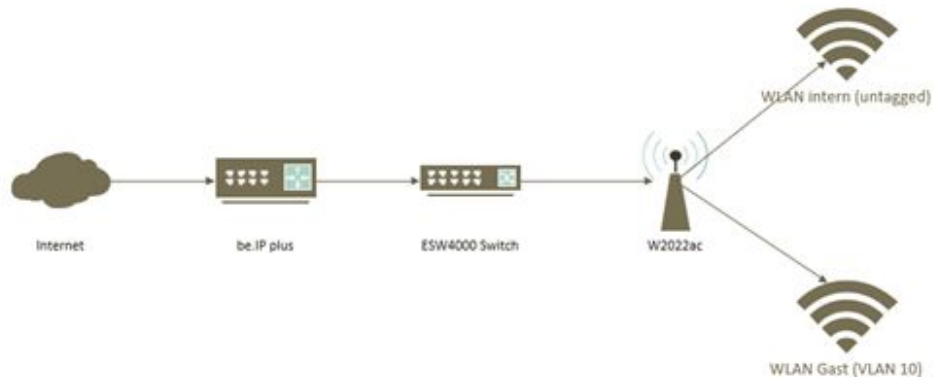 WLAN intern (untagged)
Internet
be.IP plus
ESW4000 Switch
W2022ac
WLAN Gast (VLAN 10)